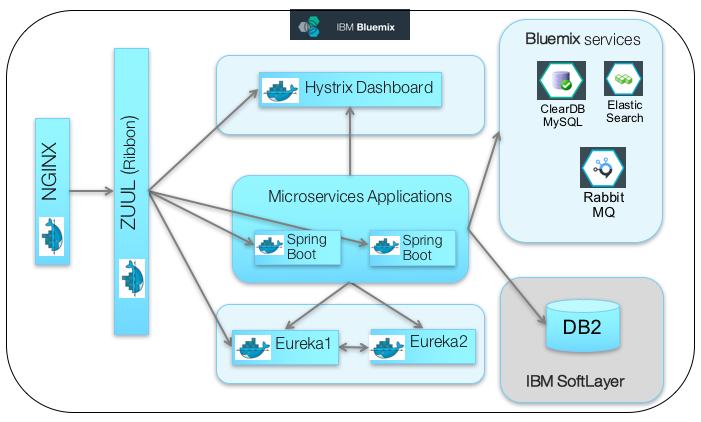 IBM Bluemix
NGINX
ZUUL (Ribbon)
Hystrix Dashboard
Microservices Applications
Spring
Boot
Spring
Boot
Eureka1
Eureka2
Bluemix services
ClearDB
MySQL
Elastic
Search
Rabbit
MQ
DB2
IBM SoftLayer